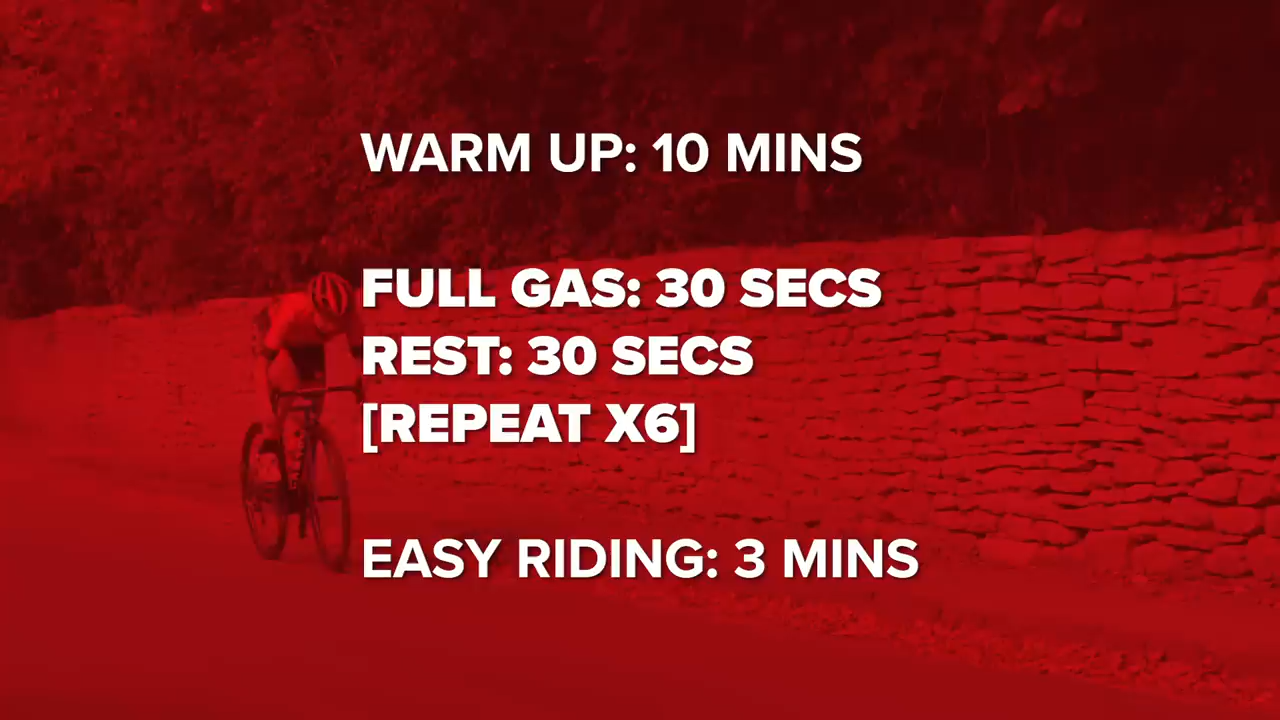 WARM UP: 10 MINS
FULL GAS: 30 SECS
REST: 30 SECS
[REPEAT X6]
EASY RIDING: 3 MINS